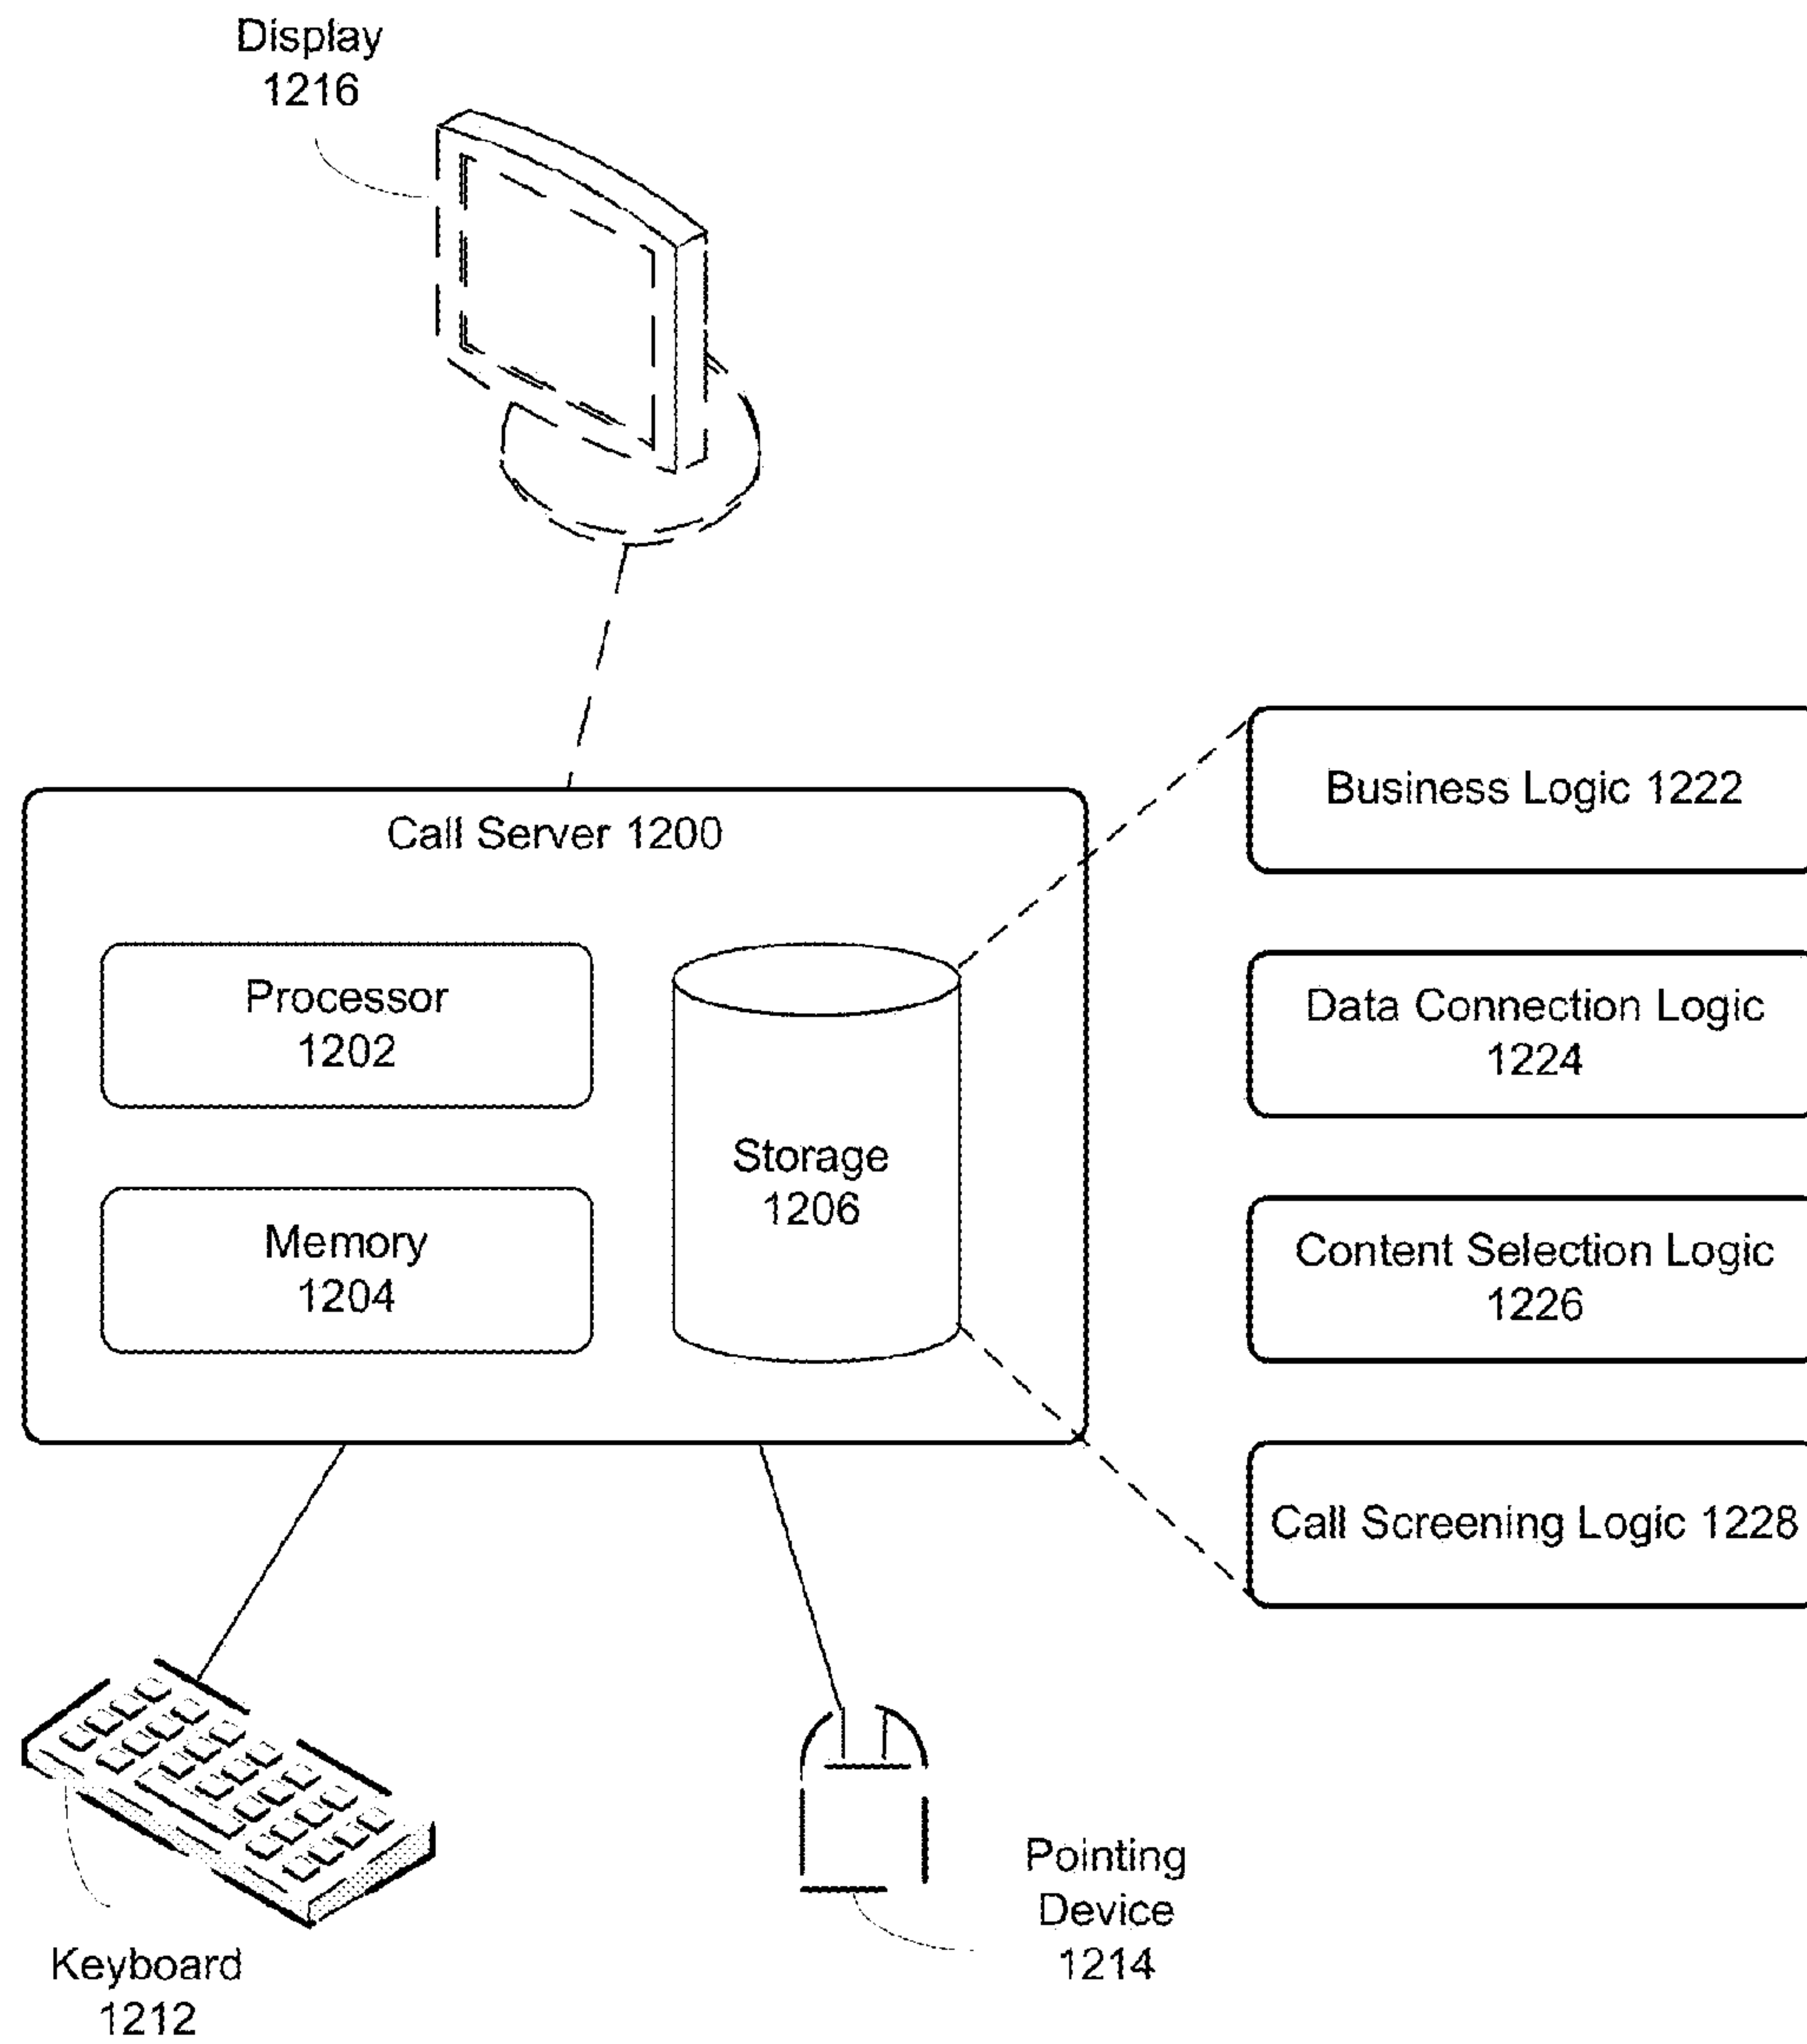 Display
1216
Call Server 1200
Processor
1202
Memory
1204
Storage
1206
Business Logic 1222
Data Connection Logic
1224
Content Selection Logic
1226
Call Screening Logic 1228
Keyboard
1212
Pointing
Device
1214